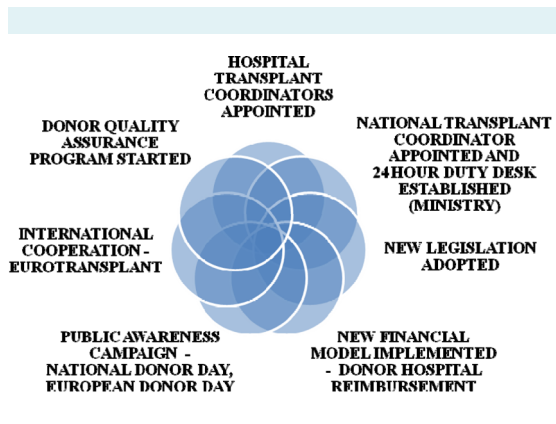 HOSPITAL
TRANSPLANT
COORDINATORS
APPOINTED
NATIONAL TRANSPLANT
COORDINATOR
APPOINTED AND
24HOUR DUTY DESK
ESTABLISHED
(MINISTRY)
NEW LEGISLATION
ADOPTED
NEW FINANCIAL
MODEL IMPLEMENTED
- DONOR HOSPITAL
REIMBURSEMENT
PUBLIC AWARENESS
CAMPAIGN -
NATIONAL DONOR DAY,
EUROPEAN DONOR DAY
INTERNATIONAL
COOPERATION -
EUROTRANSPLANT
DONOR QUALITY
ASSURANCE
PROGRAM STARTED